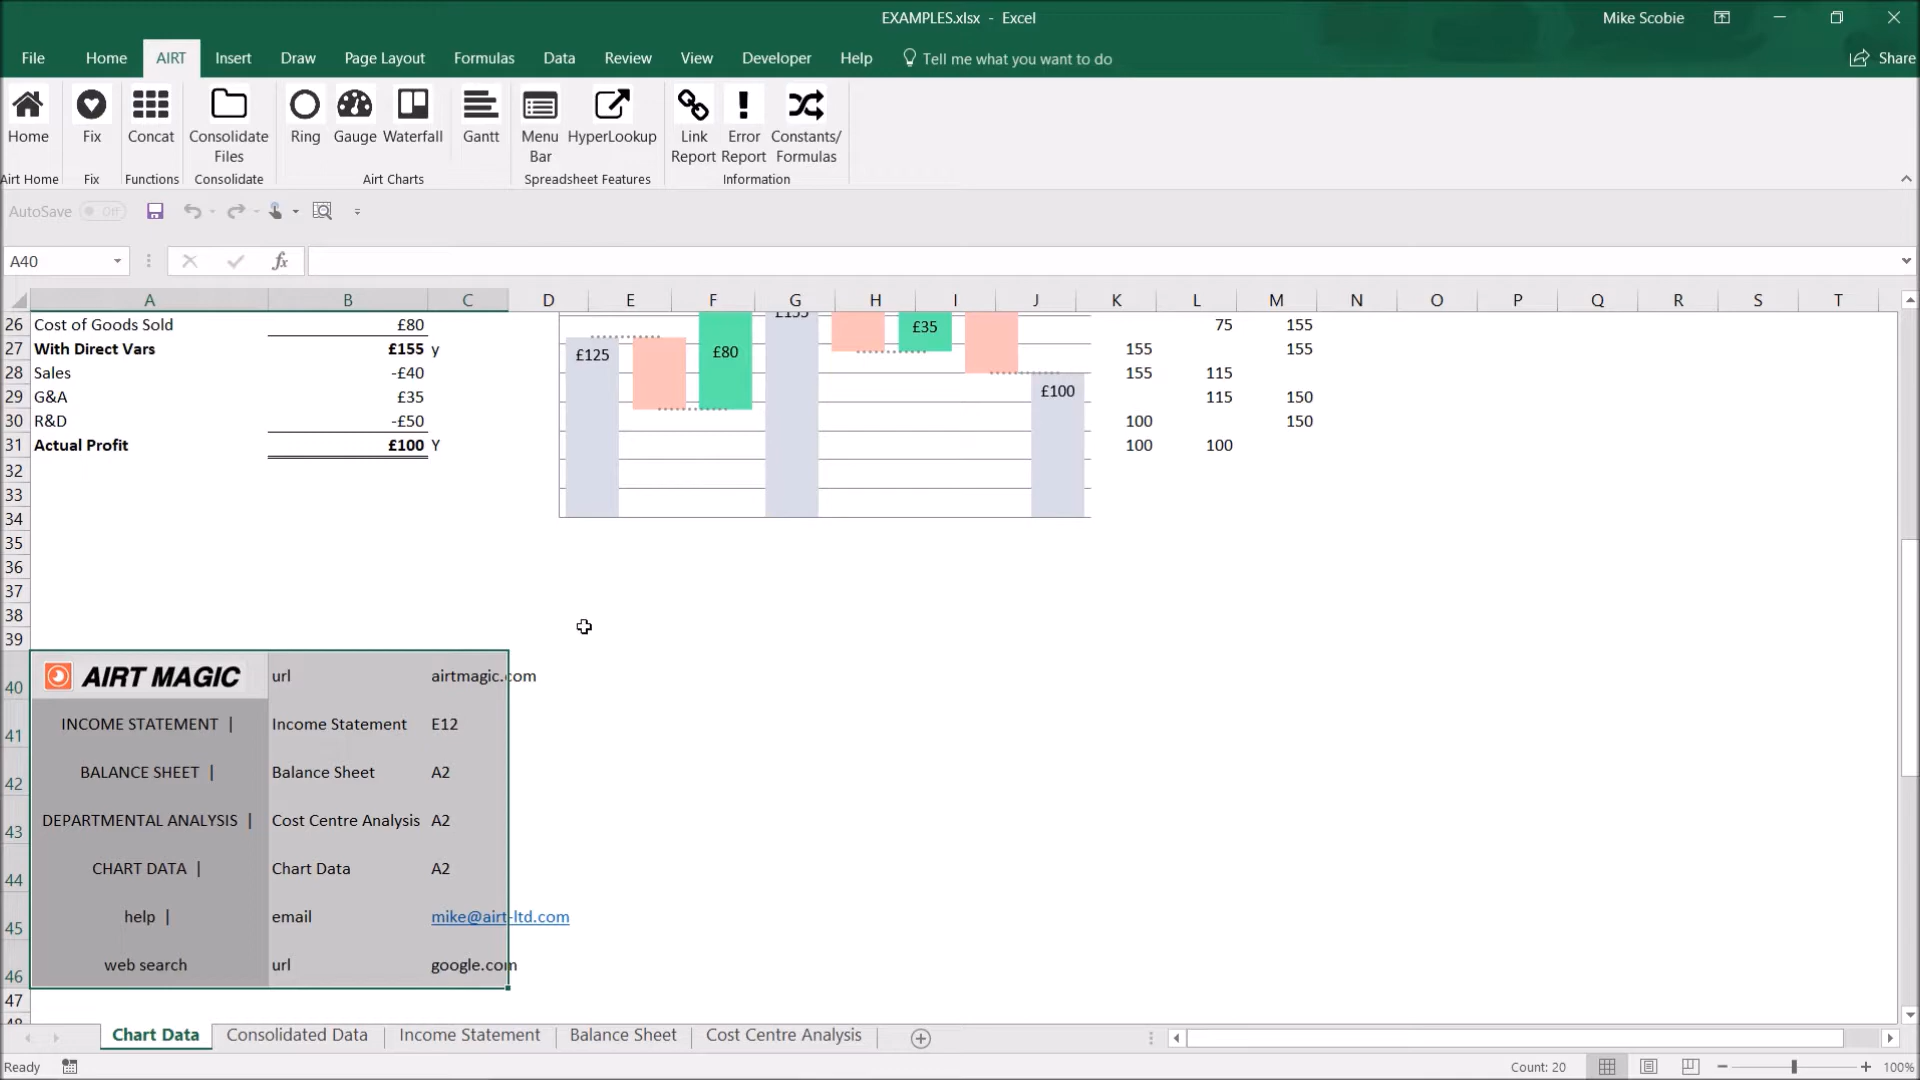 EXAMPLES.xlsx - Excel
Mike Scobie
File Home AIRT Insert Draw Page Layout Formulas Data Review View Developer Help Tell me what you want to do Share
Home Fix Concat Consolidate Files Ring Gauge Waterfall Gantt Menu Bar HyperLookup Link Report Error Report Constants/ Formulas
Airt Home Fix Functions Consolidate Airt Charts Spreadsheet Features Information
AutoSave Off
A40 fx
A B C D E F G H I J K L M N O P Q R S T
26 Cost of Goods Sold £80 £155 £35 75 155
27 With Direct Vars £155 y £125 £80 155 155
28 Sales -£40 155 115
29 G&A £35 £100 115 150
30 R&D -£50 100 150
31 Actual Profit £100 Y 100 100
32
33
34
35
36
37
38
39
40 AIRT MAGIC url airtmagic.com
41 INCOME STATEMENT | Income Statement E12
42 BALANCE SHEET | Balance Sheet A2
43 DEPARTMENTAL ANALYSIS | Cost Centre Analysis A2
44 CHART DATA | Chart Data A2
45 help | email mike@airt-ltd.com
46 web search url google.com
47
48
Chart Data Consolidated Data Income Statement Balance Sheet Cost Centre Analysis
Ready Count: 20 100%